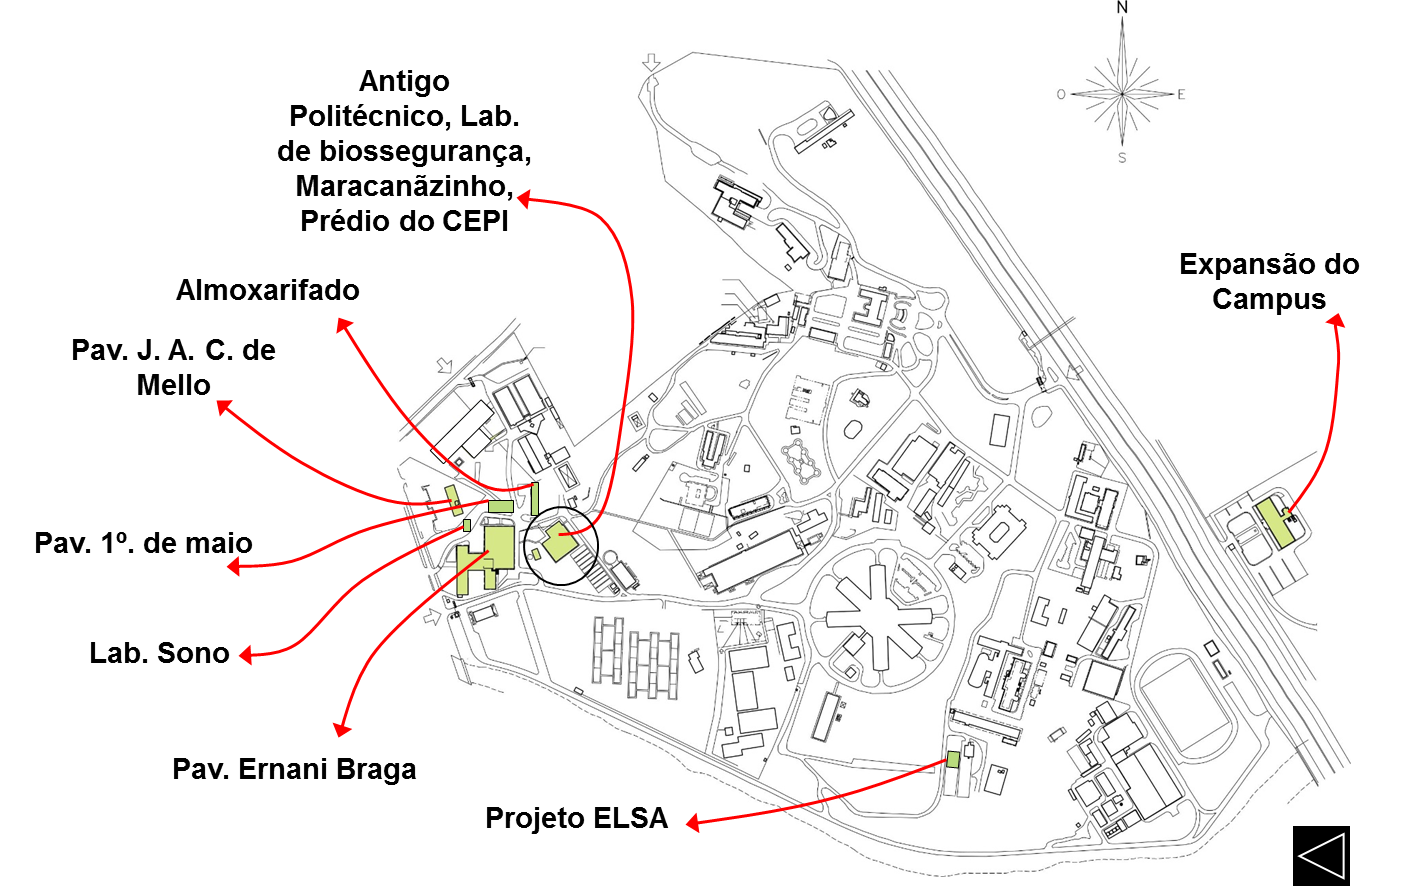 N
O
E
S
Antigo
Politécnico, Lab.
de biossegurança,
Maracanãzinho,
Prédio do CEPI
Expansão do
Campus
Almoxarifado
Pav. J. A. C. de
Mello
Pav. 1º. de maio
Lab. Sono
Pav. Ernani Braga
Projeto ELSA